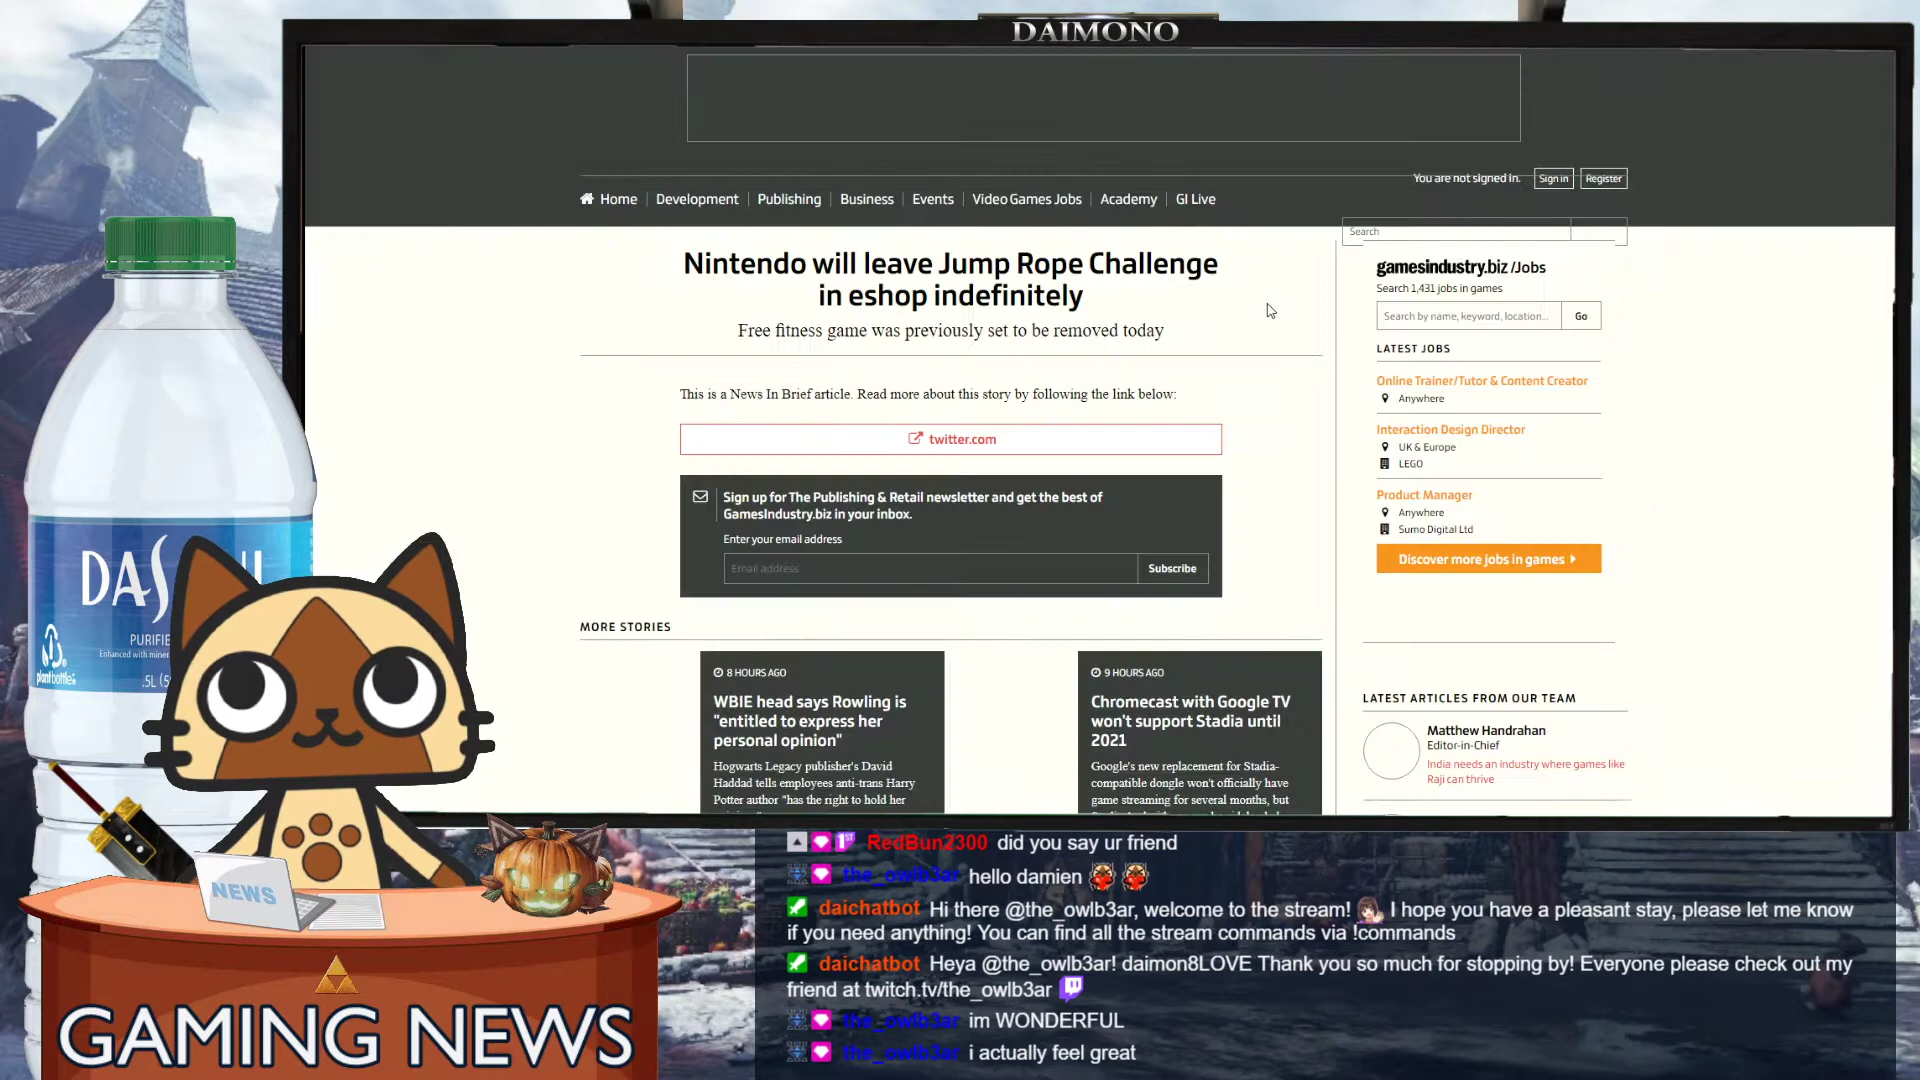 DAIMONO
You are not signed in. Sign in Register
Home Development Publishing Business Events Video Games Jobs Academy GI Live
Search
Nintendo will leave Jump Rope Challenge
in eshop indefinitely
Free fitness game was previously set to be removed today
This is a News In Brief article. Read more about this story by following the link below:
twitter.com
Sign up for The Publishing & Retail newsletter and get the best of
GamesIndustry.biz in your inbox.
Enter your email address
Email address Subscribe
MORE STORIES
8 HOURS AGO
WBIE head says Rowling is
"entitled to express her
personal opinion"
Hogwarts Legacy publisher's David
Haddad tells employees anti-trans Harry
Potter author "has the right to hold her
9 HOURS AGO
Chromecast with Google TV
won't support Stadia until
2021
Google's new replacement for Stadia-
compatible dongle won't officially have
game streaming for several months, but
gamesindustry.biz /Jobs
Search 1,431 jobs in games
Search by name, keyword, location... Go
LATEST JOBS
Online Trainer/Tutor & Content Creator
Anywhere
Interaction Design Director
UK & Europe
LEGO
Product Manager
Anywhere
Sumo Digital Ltd
Discover more jobs in games
LATEST ARTICLES FROM OUR TEAM
Matthew Handrahan
Editor-in-Chief
India needs an industry where games like
Raji can thrive
DAS
PURIFIE
Enhanced with miner
plantbottle
.5L
NEWS
GAMING NEWS
1ST RedBun2300 did you say ur friend
the_owlb3ar hello damien
daichatbot Hi there @the_owlb3ar, welcome to the stream! I hope you have a pleasant stay, please let me know
if you need anything! You can find all the stream commands via !commands
daichatbot Heya @the_owlb3ar! daimon8LOVE Thank you so much for stopping by! Everyone please check out my
friend at twitch.tv/the_owlb3ar
the_owlb3ar im WONDERFUL
the_owlb3ar i actually feel great